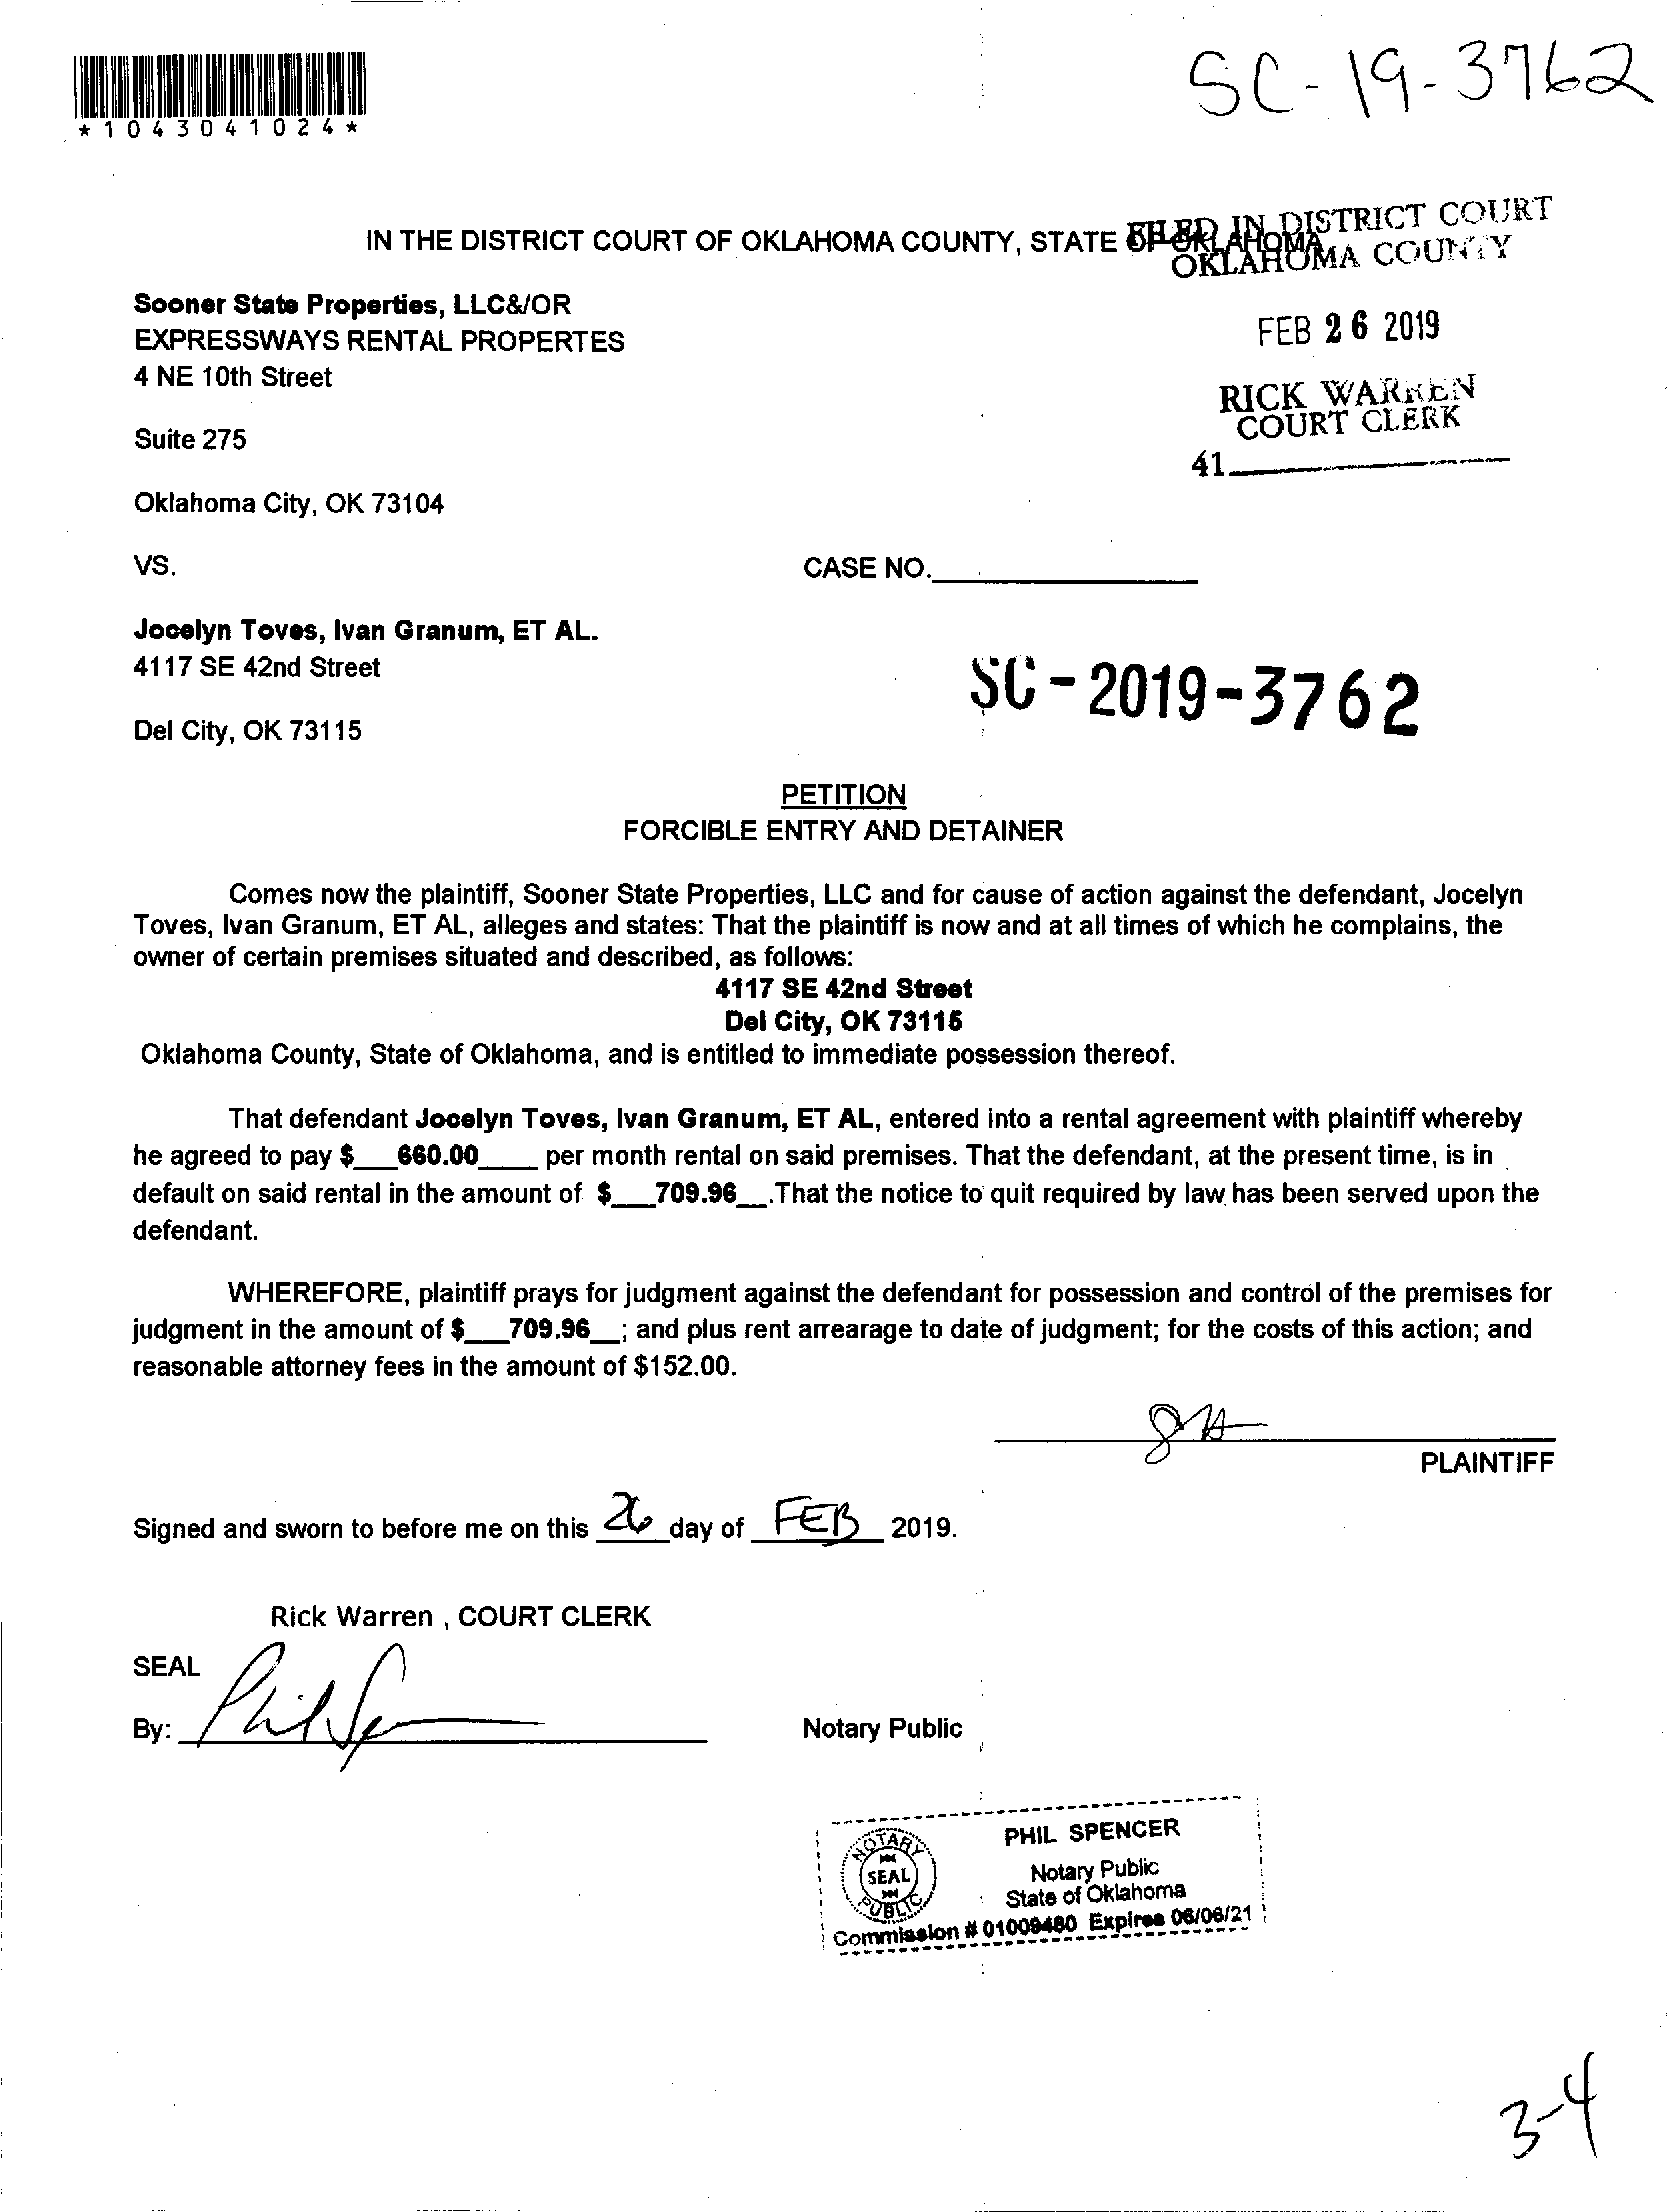 SC-19-3762
*1043041024*
IN THE DISTRICT COURT OF OKLAHOMA COUNTY, STATE OF OKLAHOMA
FILED IN DISTRICT COURT
OKLAHOMA COUNTY
Sooner State Properties, LLC&/OR
EXPRESSWAYS RENTAL PROPERTES
FEB 26 2019
4 NE 10th Street
RICK WARREN
COURT CLERK
Suite 275
41
Oklahoma City, OK 73104
VS.
CASE NO.
Jocelyn Toves, Ivan Granum, ET AL.
4117 SE 42nd Street
SC-2019-3762
Del City, OK 73115
PETITION
FORCIBLE ENTRY AND DETAINER
Comes now the plaintiff, Sooner State Properties, LLC and for cause of action against the defendant, Jocelyn
Toves, Ivan Granum, ET AL, alleges and states: That the plaintiff is now and at all times of which he complains, the
owner of certain premises situated and described, as follows:
4117 SE 42nd Street
Del City, OK 73115
Oklahoma County, State of Oklahoma, and is entitled to immediate possession thereof.
That defendant Jocelyn Toves, Ivan Granum, ET AL, entered into a rental agreement with plaintiff whereby
he agreed to pay $___660.00____ per month rental on said premises. That the defendant, at the present time, is in
default on said rental in the amount of $___709.96__.That the notice to quit required by law has been served upon the
defendant.
WHEREFORE, plaintiff prays for judgment against the defendant for possession and control of the premises for
judgment in the amount of $___709.96__; and plus rent arrearage to date of judgment; for the costs of this action; and
reasonable attorney fees in the amount of $152.00.
PLAINTIFF
Signed and sworn to before me on this 26 day of FEB 2019.
Rick Warren , COURT CLERK
SEAL
By:
Notary Public
NOTARY
SEAL
PUBLIC
PHIL SPENCER
Notary Public
State of Oklahoma
Commission # 01009480 Expires 06/06/21
3-4